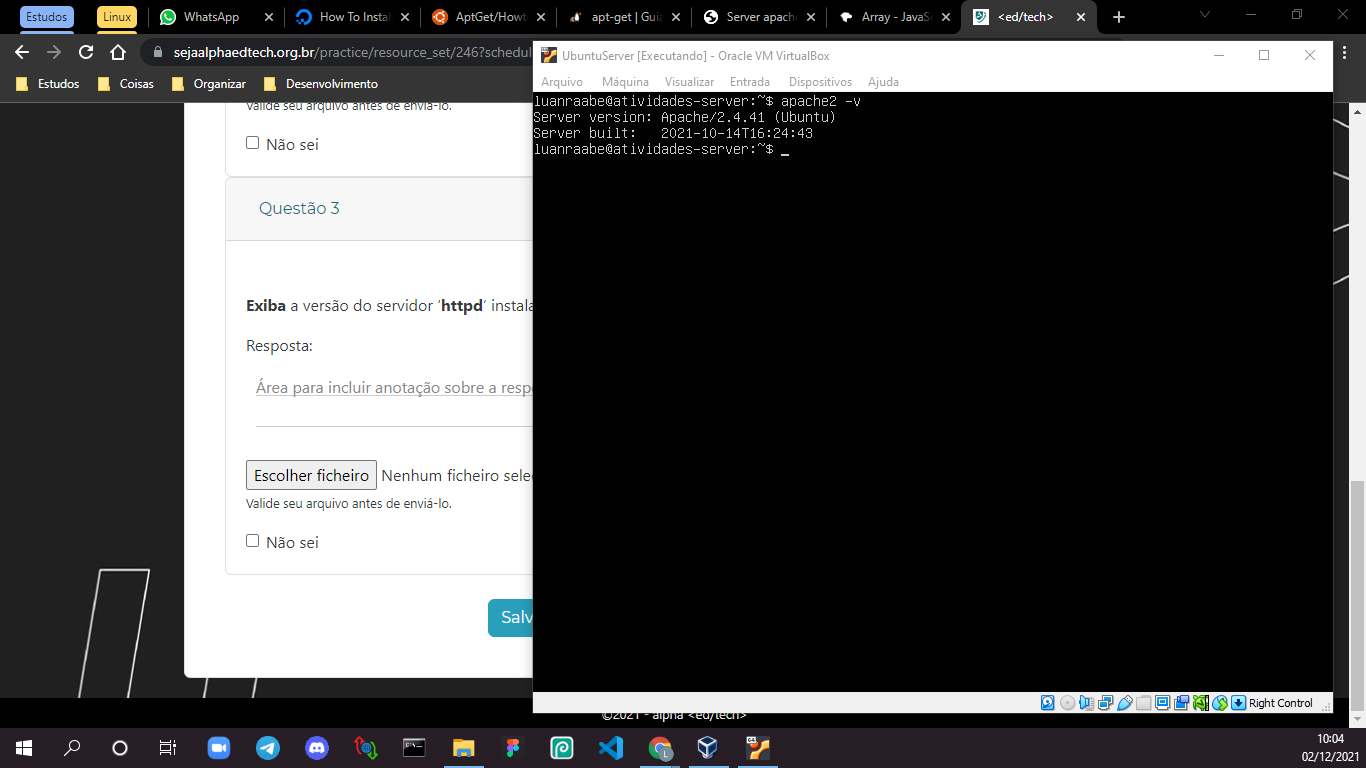 Estudos
Linux
WhatsApp
How To Instal
AptGet/Howt
apt-get | Guia
Server apach
Array - JavaS
<ed/tech>
sejaalphaedtech.org.br/practice/resource_set/246?schedul
Estudos
Coisas
Organizar
Desenvolvimento
UbuntuServer [Executando] - Oracle VM VirtualBox
Arquivo Máquina Visualizar Entrada Dispositivos Ajuda
luanraabe@atividades-server:~$ apache2 -v
Server version: Apache/2.4.41 (Ubuntu)
Server built:   2021-10-14T16:24:43
luanraabe@atividades-server:~$ _
Valide seu arquivo antes de enviá-lo.
Não sei
Questão 3
Exiba a versão do servidor ‘httpd’ instala
Resposta:
Área para incluir anotação sobre a resp
Escolher ficheiro Nenhum ficheiro selec
Valide seu arquivo antes de enviá-lo.
Não sei
Salv
Right Control
©2021 - alpha <ed/tech>
10:04
02/12/2021